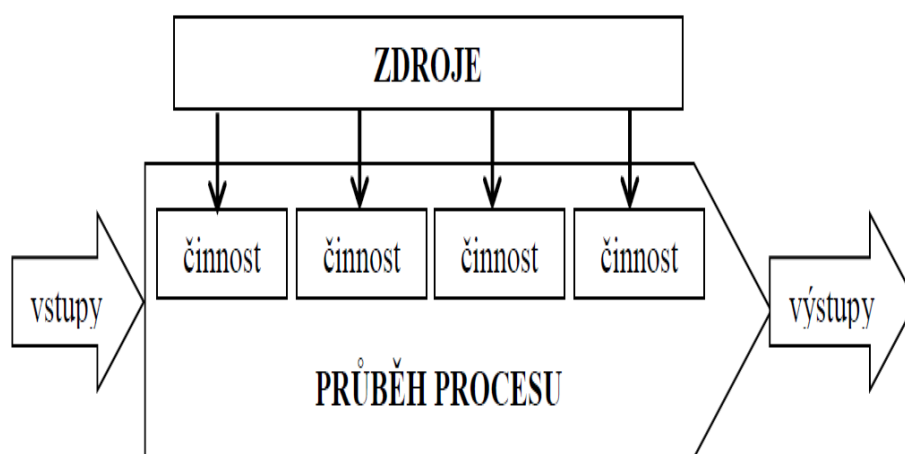 ZDROJE
činnost činnost činnost činnost
vstupy
výstupy
PRŮBĚH PROCESU